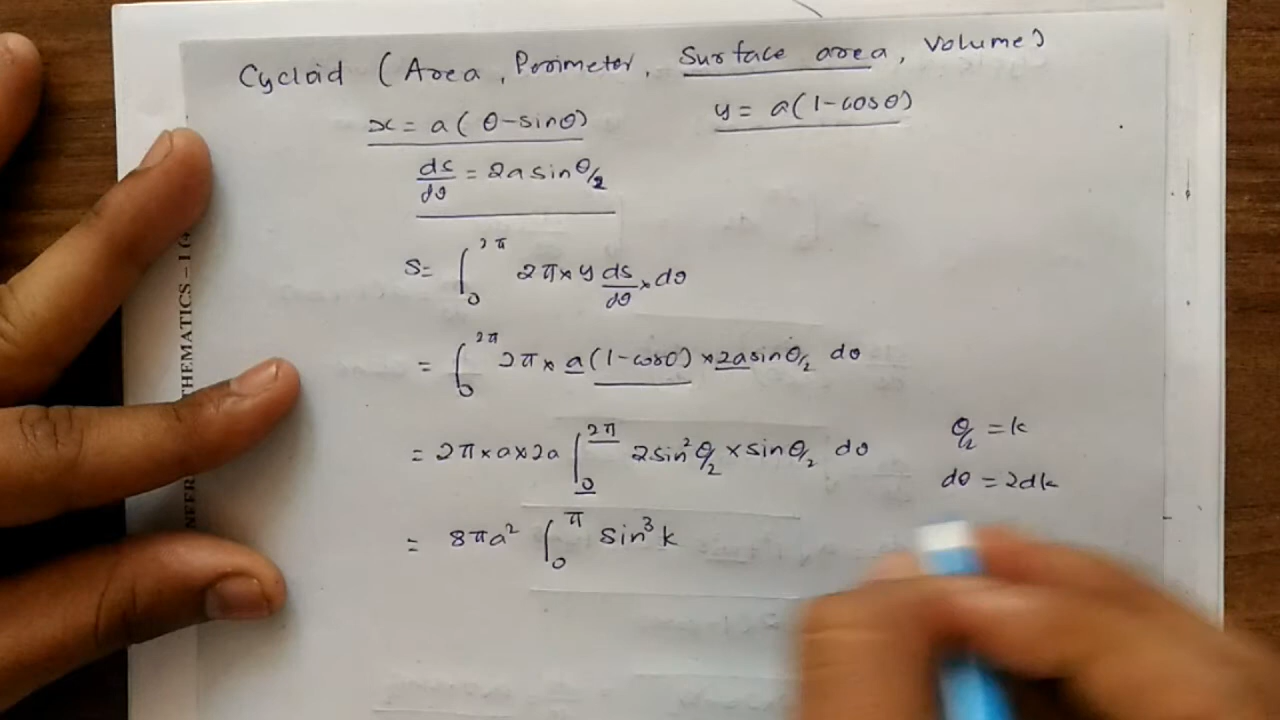 Cycloid (Area, Perimeter, Surface area, Volume)
x = a(θ-sinθ) y = a(1-cosθ)
ds/dθ = 2a sin θ/2
S = ∫₀^2π 2π × y ds/dθ × dθ
= ∫₀^2π 2π × a(1-cosθ) × 2a sin θ/2 dθ
= 2π × a × 2a ∫₀^2π 2sin² θ/2 × sin θ/2 dθ
θ/2 = k
dθ = 2dk
= 8πa² ∫₀^π sin³ k
THEMATICS – I (